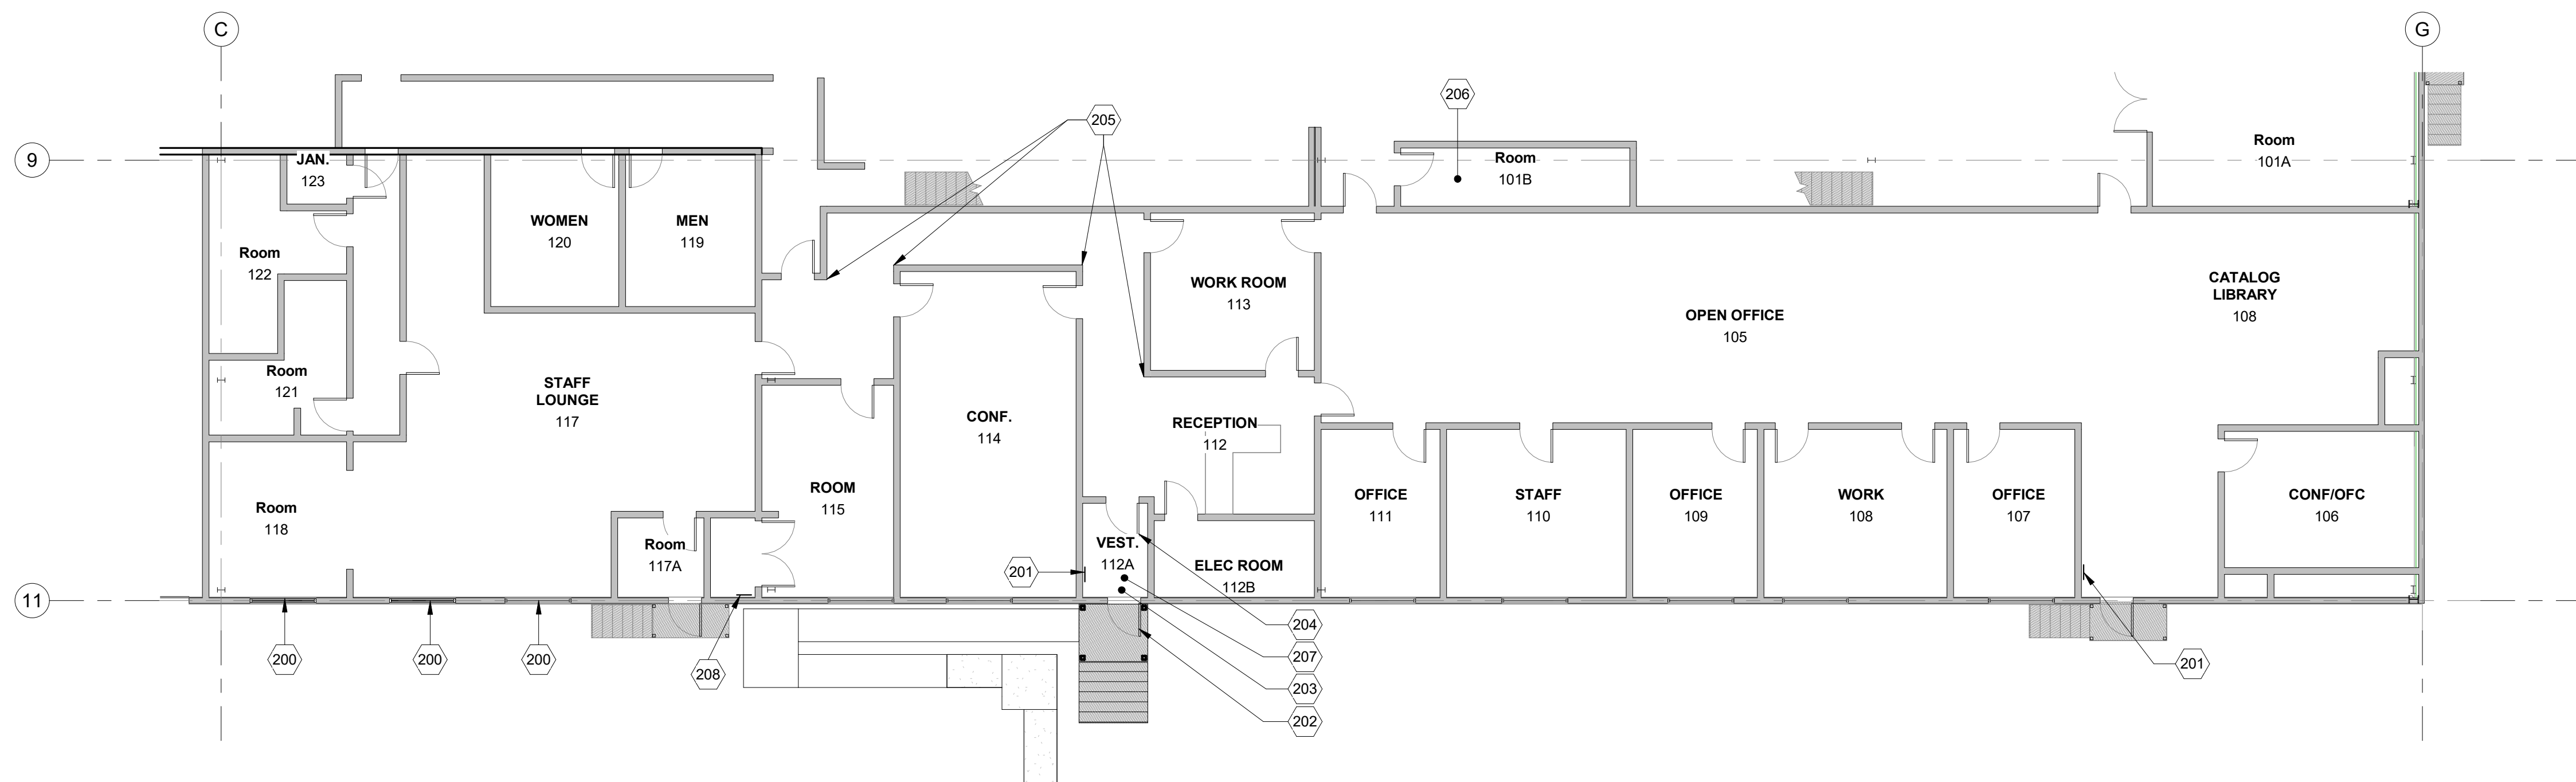 C
G
205
206
9
JAN.
123
Room
101B
Room
101A
WOMEN
120
MEN
119
Room
122
WORK ROOM
113
CATALOG
LIBRARY
108
OPEN OFFICE
105
Room
121
STAFF
LOUNGE
117
CONF.
114
RECEPTION
112
Room
118
ROOM
115
OFFICE
111
STAFF
110
OFFICE
109
WORK
108
OFFICE
107
CONF/OFC
106
Room
117A
VEST.
112A
201
ELEC ROOM
112B
11
204
200
200
200
207
201
208
203
202